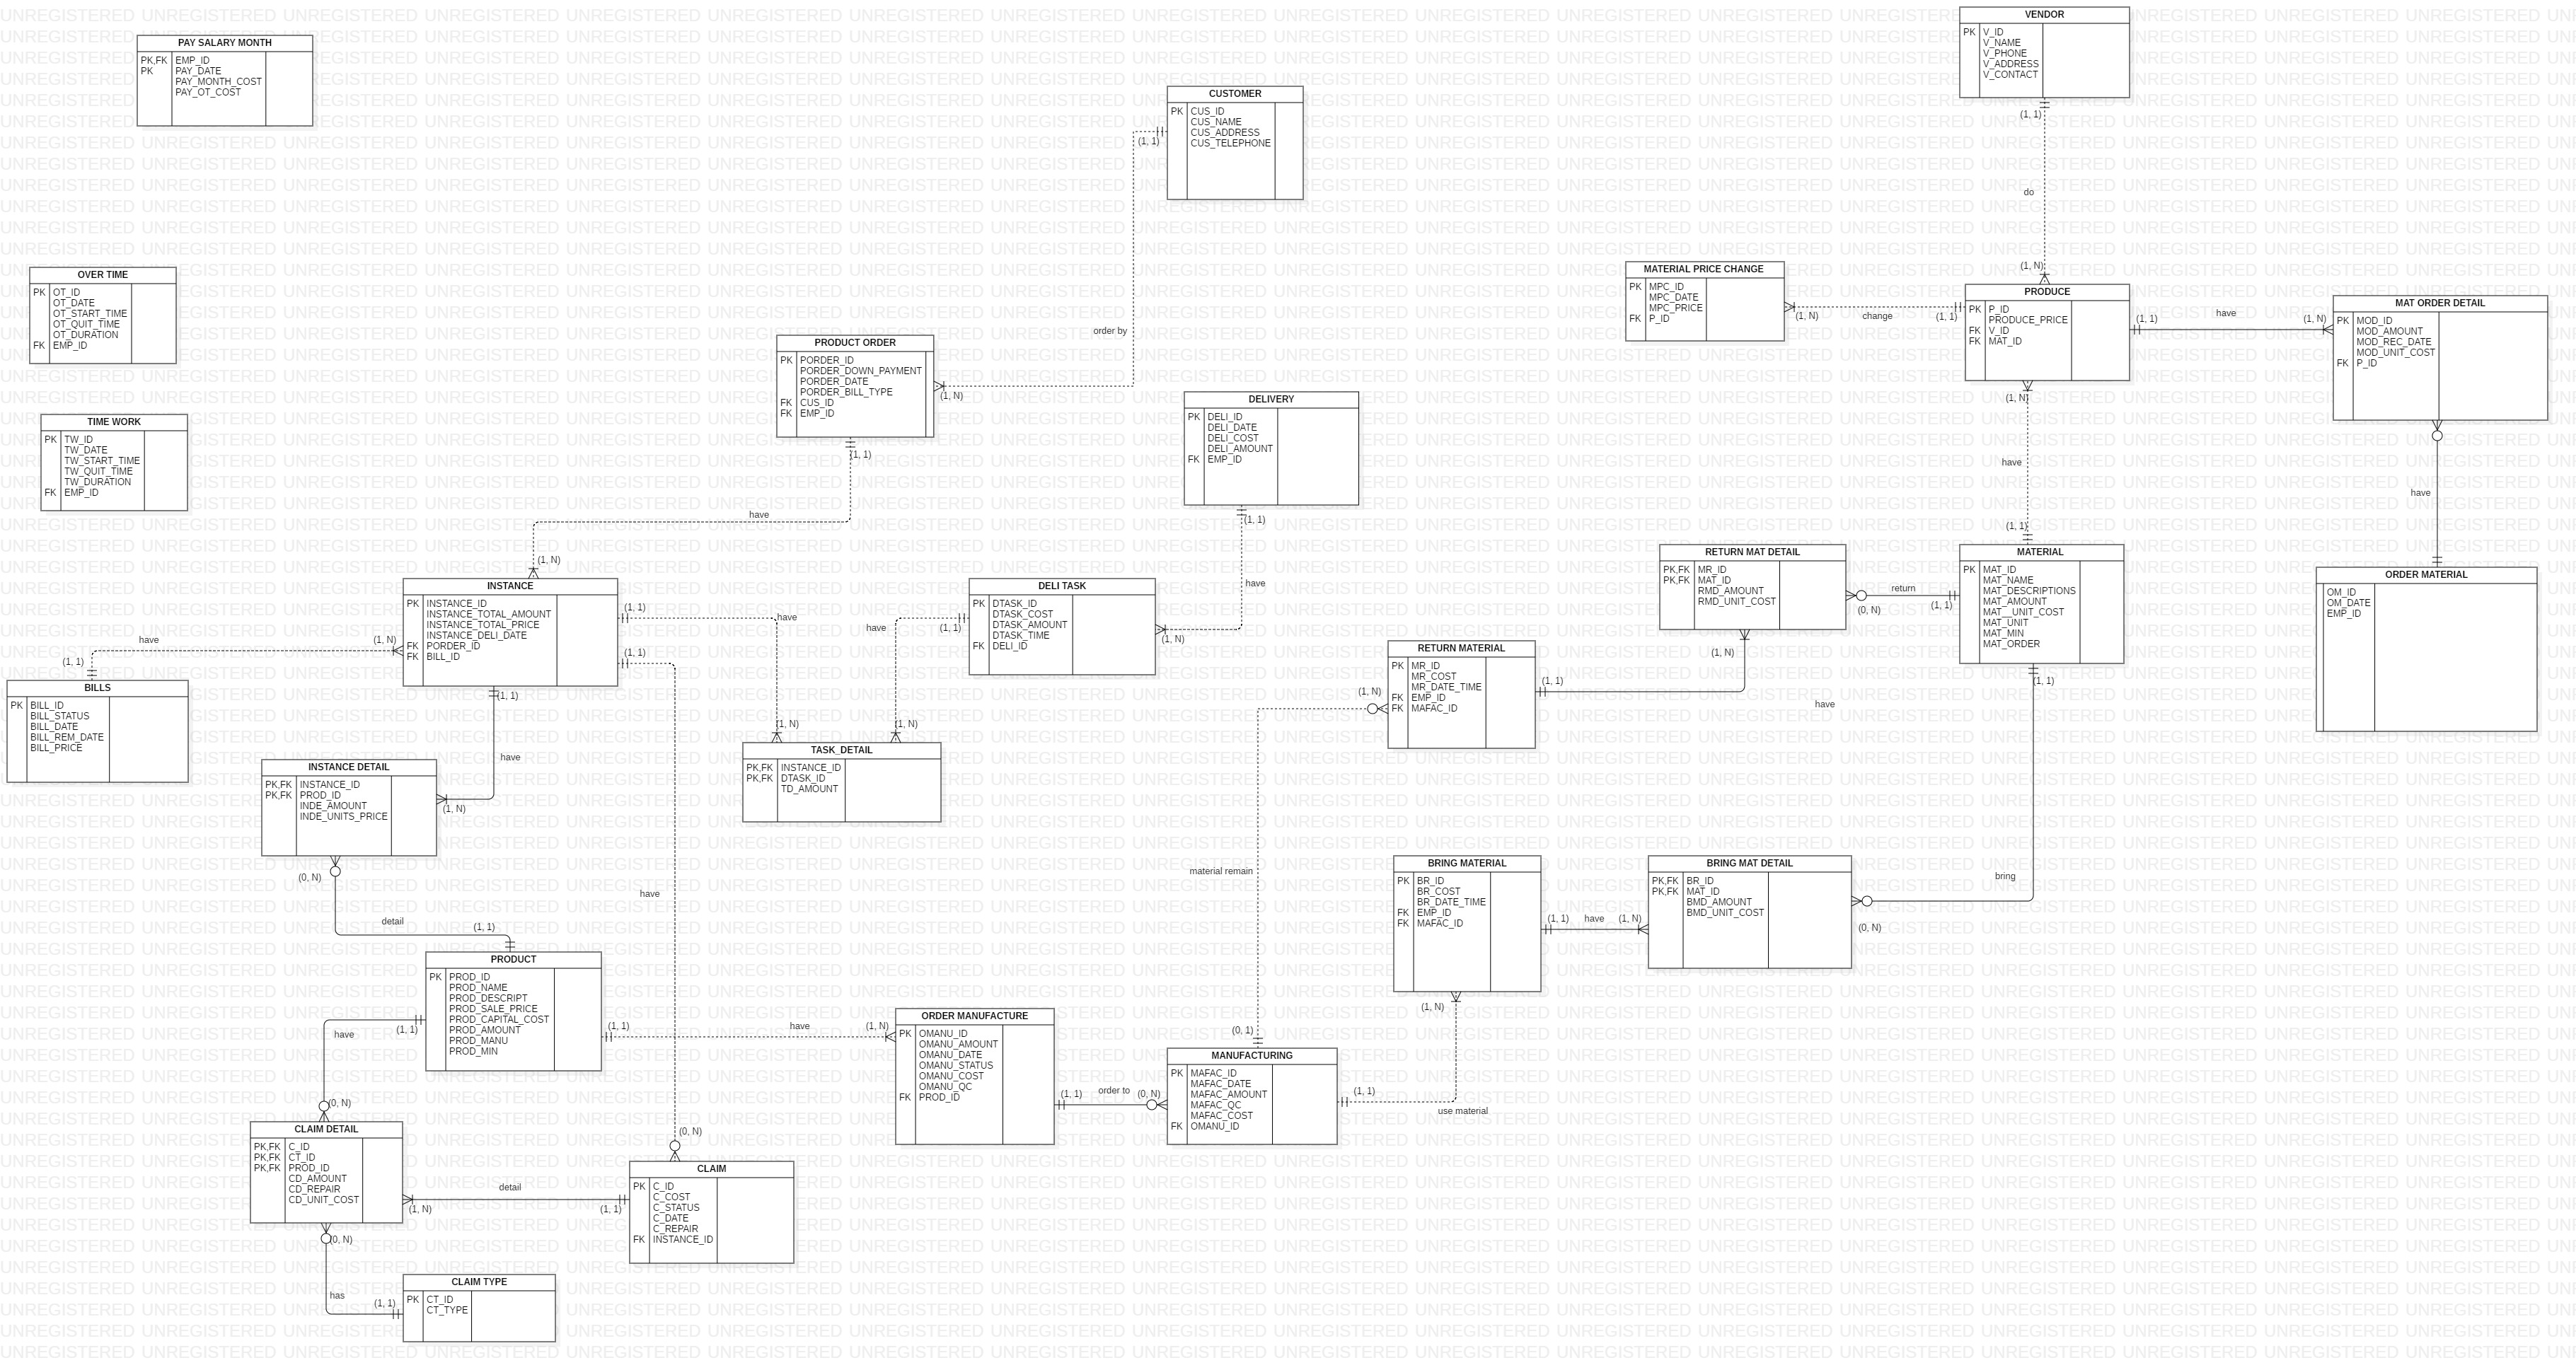 PAY SALARY MONTH
PK,FK EMP_ID
PK PAY_DATE
PAY_MONTH_COST
PAY_OT_COST
OVER TIME
PK OT_ID
OT_DATE
OT_START_TIME
OT_QUIT_TIME
OT_DURATION
FK EMP_ID
TIME WORK
PK TW_ID
TW_DATE
TW_START_TIME
TW_QUIT_TIME
TW_DURATION
FK EMP_ID
CUSTOMER
PK CUS_ID
CUS_NAME
CUS_ADDRESS
CUS_TELEPHONE
(1, 1)
order by
(1, N)
PRODUCT ORDER
PK PORDER_ID
PORDER_DOWN_PAYMENT
PORDER_DATE
PORDER_BILL_TYPE
FK CUS_ID
FK EMP_ID
(1, 1)
have
(1, N)
DELIVERY
PK DELI_ID
DELI_DATE
DELI_COST
DELI_AMOUNT
FK EMP_ID
(1, 1)
have
(1, N)
INSTANCE
PK INSTANCE_ID
INSTANCE_TOTAL_AMOUNT
INSTANCE_TOTAL_PRICE
INSTANCE_DELI_DATE
FK PORDER_ID
FK BILL_ID
(1, 1)
have
(1, N)
(1, 1)
have
(0, N)
(1, 1)
have
(1, N)
have
(1, N)
(1, 1)
BILLS
PK BILL_ID
BILL_STATUS
BILL_DATE
BILL_REM_DATE
BILL_PRICE
DELI TASK
PK DTASK_ID
DTASK_COST
DTASK_AMOUNT
DTASK_TIME
FK DELI_ID
(1, 1)
have
(1, N)
TASK_DETAIL
PK,FK INSTANCE_ID
PK,FK DTASK_ID
TD_AMOUNT
INSTANCE DETAIL
PK,FK INSTANCE_ID
PK,FK PROD_ID
INDE_AMOUNT
INDE_UNITS_PRICE
(0, N)
detail
(1, 1)
PRODUCT
PK PROD_ID
PROD_NAME
PROD_DESCRIPT
PROD_SALE_PRICE
PROD_CAPITAL_COST
PROD_AMOUNT
PROD_MANU
PROD_MIN
(1, 1)
have
(0, N)
(1, 1)
have
(1, N)
CLAIM DETAIL
PK,FK C_ID
PK,FK CT_ID
PK,FK PROD_ID
CD_AMOUNT
CD_REPAIR
CD_UNIT_COST
(1, N)
detail
(1, 1)
(0, N)
has
(1, 1)
CLAIM
PK C_ID
C_COST
C_STATUS
C_DATE
C_REPAIR
FK INSTANCE_ID
CLAIM TYPE
PK CT_ID
CT_TYPE
ORDER MANUFACTURE
PK OMANU_ID
OMANU_AMOUNT
OMANU_DATE
OMANU_STATUS
OMANU_COST
OMANU_QC
FK PROD_ID
(1, 1)
order to
(0, N)
MANUFACTURING
PK MAFAC_ID
MAFAC_DATE
MAFAC_AMOUNT
MAFAC_QC
MAFAC_COST
FK OMANU_ID
(0, 1)
material remain
(1, N)
(1, 1)
use material
(1, N)
VENDOR
PK V_ID
V_NAME
V_PHONE
V_ADDRESS
V_CONTACT
(1, 1)
do
(1, N)
MATERIAL PRICE CHANGE
PK MPC_ID
MPC_DATE
MPC_PRICE
FK P_ID
(1, N)
change
(1, 1)
PRODUCE
PK P_ID
PRODUCE_PRICE
FK V_ID
FK MAT_ID
(1, 1)
have
(1, N)
(1, N)
have
(1, 1)
MAT ORDER DETAIL
PK MOD_ID
MOD_AMOUNT
MOD_REC_DATE
MOD_UNIT_COST
FK P_ID
have
ORDER MATERIAL
OM_ID
OM_DATE
EMP_ID
MATERIAL
PK MAT_ID
MAT_NAME
MAT_DESCRIPTIONS
MAT_AMOUNT
MAT__UNIT_COST
MAT_UNIT
MAT_MIN
MAT_ORDER
(1, 1)
return
(0, N)
(1, 1)
bring
(0, N)
RETURN MAT DETAIL
PK,FK MR_ID
PK,FK MAT_ID
RMD_AMOUNT
RMD_UNIT_COST
(1, N)
have
(1, 1)
RETURN MATERIAL
PK MR_ID
MR_COST
MR_DATE_TIME
FK EMP_ID
FK MAFAC_ID
BRING MATERIAL
PK BR_ID
BR_COST
BR_DATE_TIME
FK EMP_ID
FK MAFAC_ID
(1, 1)
have
(1, N)
BRING MAT DETAIL
PK,FK BR_ID
PK,FK MAT_ID
BMD_AMOUNT
BMD_UNIT_COST
UNREGISTERED